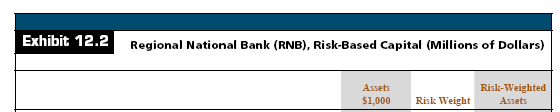 Exhibit 12.2 Regional National Bank (RNB), Risk-Based Capital (Millions of Dollars)
Assets Risk-Weighted
$1,000 Risk Weight Assets